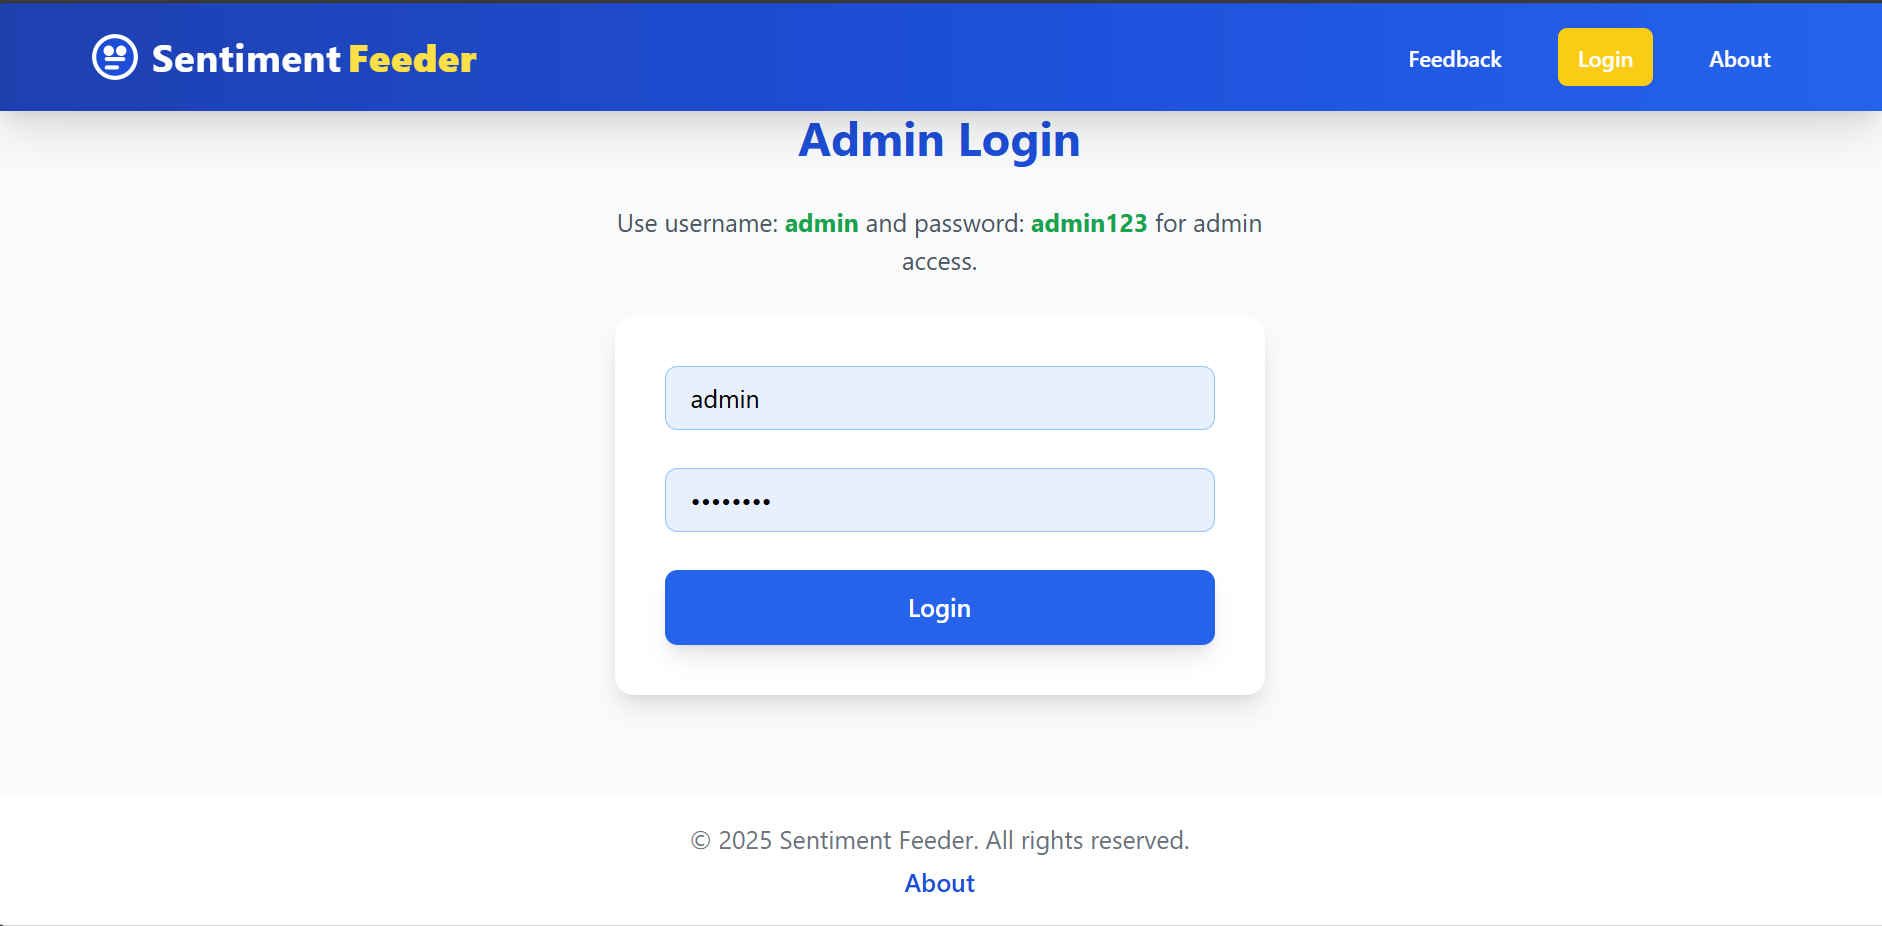 Sentiment Feeder
Feedback
Login
About
Admin Login
Use username: admin and password: admin123 for admin
access.
admin
••••••••
Login
© 2025 Sentiment Feeder. All rights reserved.
About